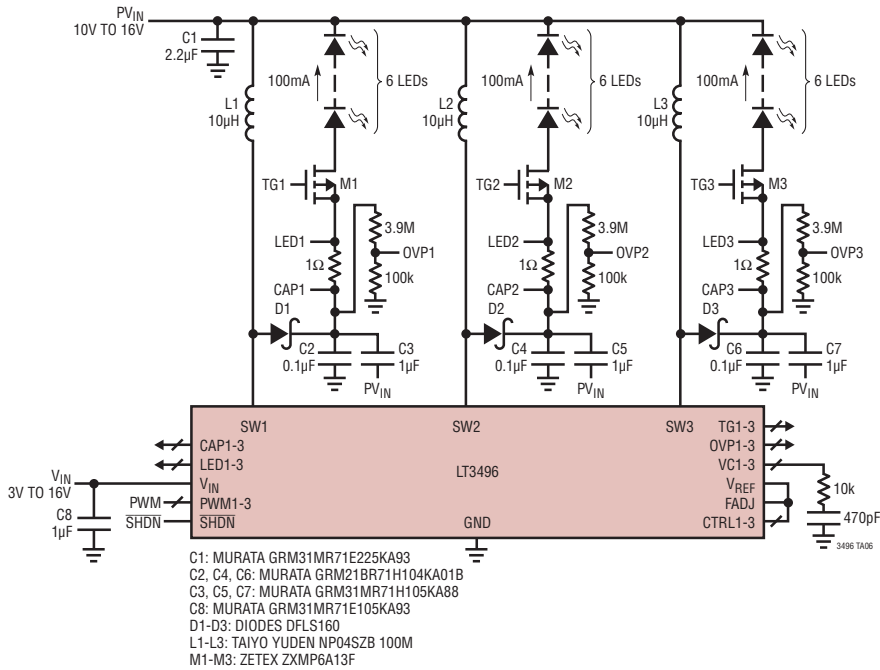 PVIN
10V TO 16V
C1
2.2µF
100mA
6 LEDs
100mA
6 LEDs
100mA
6 LEDs
L1
10µH
L2
10µH
L3
10µH
TG1
M1
TG2
M2
TG3
M3
3.9M
3.9M
3.9M
LED1
OVP1
LED2
OVP2
LED3
OVP3
1Ω
100k
1Ω
100k
1Ω
100k
CAP1
CAP2
CAP3
D1
D2
D3
C2
0.1µF
C3
1µF
C4
0.1µF
C5
1µF
C6
0.1µF
C7
1µF
PVIN
PVIN
PVIN
SW1
SW2
SW3
TG1-3
CAP1-3
OVP1-3
LED1-3
LT3496
VC1-3
VIN
3V TO 16V
VIN
VREF
10k
PWM
PWM1-3
FADJ
C8
1µF
SHDN
SHDN
GND
CTRL1-3
470pF
3496 TA06
C1: MURATA GRM31MR71E225KA93
C2, C4, C6: MURATA GRM21BR71H104KA01B
C3, C5, C7: MURATA GRM31MR71H105KA88
C8: MURATA GRM31MR71E105KA93
D1-D3: DIODES DFLS160
L1-L3: TAIYO YUDEN NP04SZB 100M
M1-M3: ZETEX ZXMP6A13F